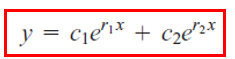 y = c₁e^{r₁x} + c₂e^{r₂x}